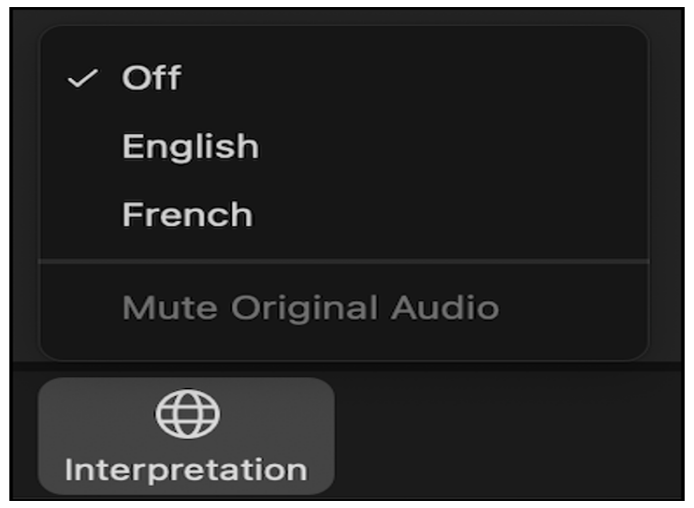 Off
English
French
Mute Original Audio
Interpretation